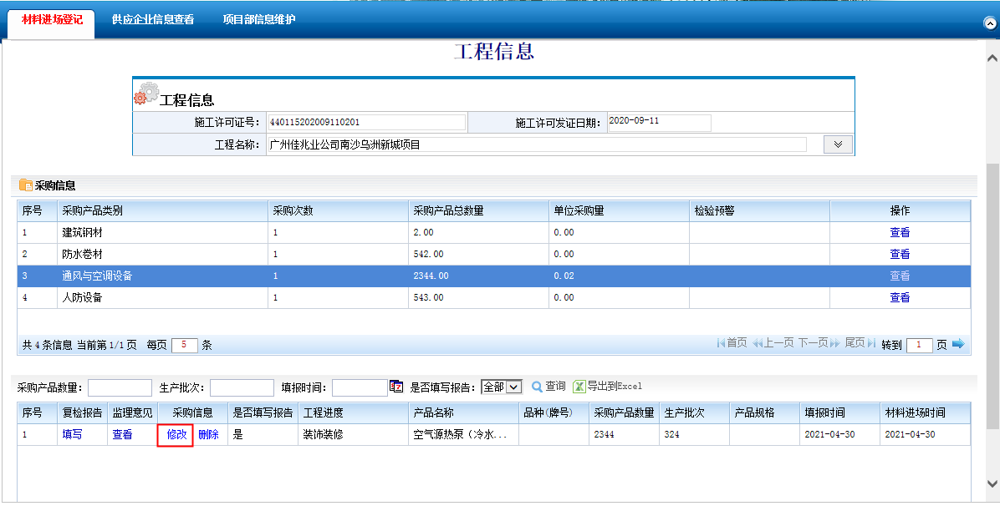 材料进场登记 供应企业信息查看 项目部信息维护
工程信息
工程信息
施工许可证号： 440115202009110201 施工许可发证日期： 2020-09-11
工程名称： 广州佳兆业公司南沙乌洲新城项目
采购信息
序号 采购产品类别 采购次数 采购产品总数量 单位采购量 检验预警 操作
1 建筑钢材 1 2.00 0.00 查看
2 防水卷材 1 542.00 0.00 查看
3 通风与空调设备 1 2344.00 0.02 查看
4 人防设备 1 543.00 0.00 查看
共 4 条信息 当前第 1/1 页 每页 5 条 首页 上一页 下一页 尾页 转到 1 页
采购产品数量： 生产批次： 填报时间： 是否填写报告： 全部 查询 导出到Excel
序号 复检报告 监理意见 采购信息 是否填写报告 工程进度 产品名称 品种(牌号) 采购产品数量 生产批次 产品规格 填报时间 材料进场时间
1 填写 查看 修改 删除 是 装饰装修 空气源热泵（冷水... 2344 324 2021-04-30 2021-04-30